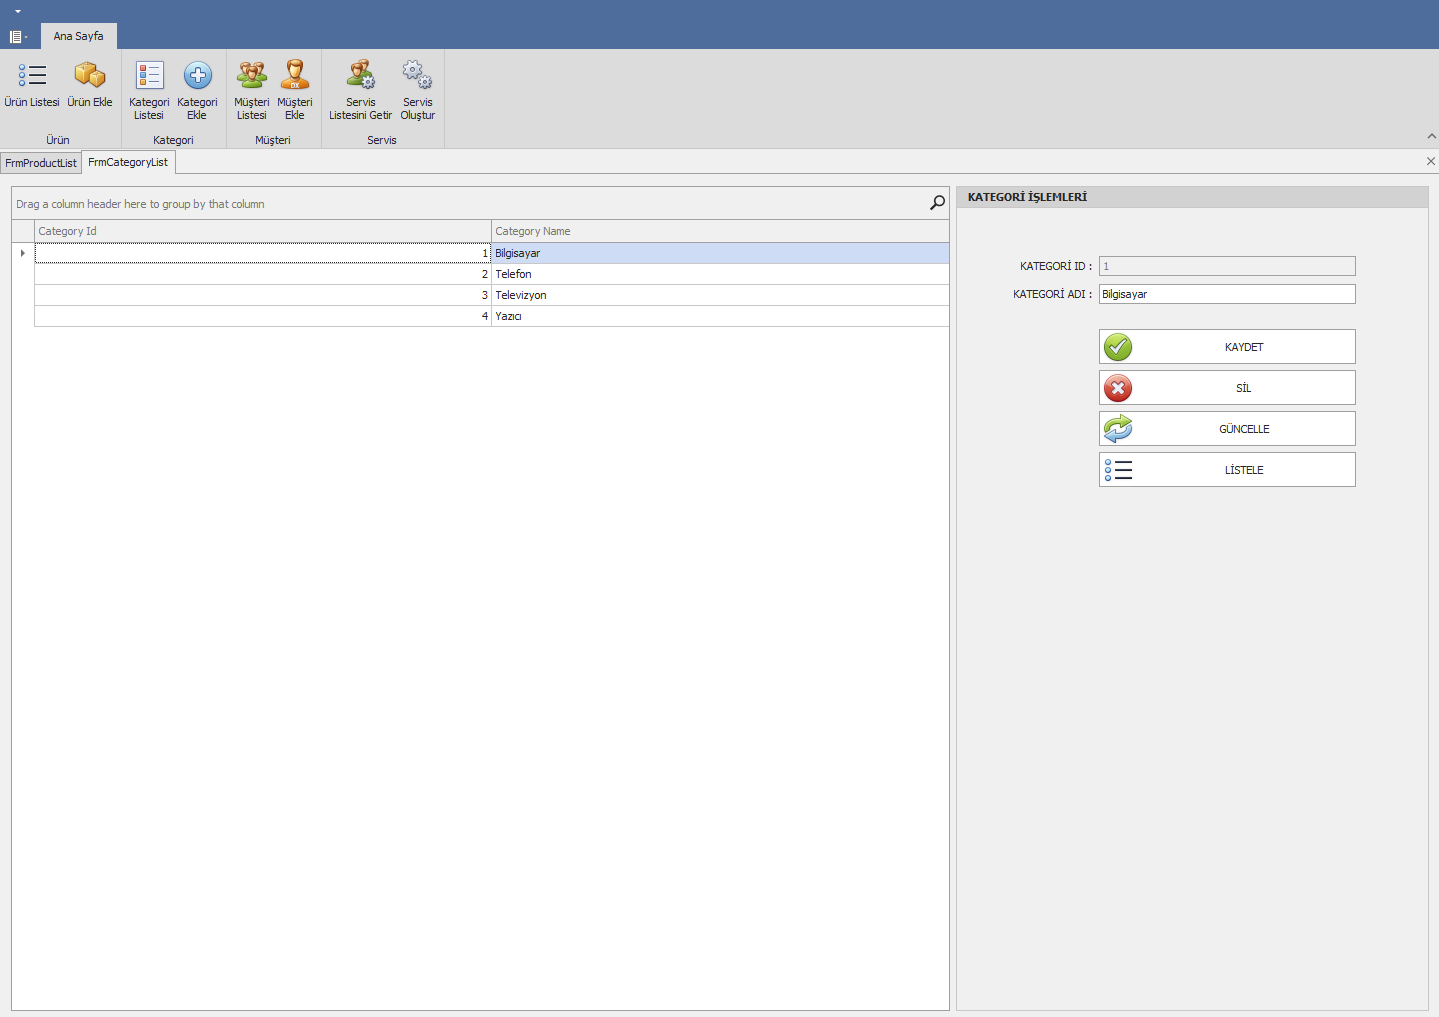 Ana Sayfa
Ürün Listesi
Ürün Ekle
Ürün
Kategori
Listesi
Kategori
Ekle
Kategori
Müşteri
Listesi
Müşteri
Ekle
Müşteri
Servis
Listesini Getir
Servis
Oluştur
Servis
FrmProductList
FrmCategoryList
Drag a column header here to group by that column
Category Id
Category Name
1 Bilgisayar
2 Telefon
3 Televizyon
4 Yazıcı
KATEGORİ İŞLEMLERİ
KATEGORİ ID : 1
KATEGORİ ADI : Bilgisayar
KAYDET
SİL
GÜNCELLE
LİSTELE